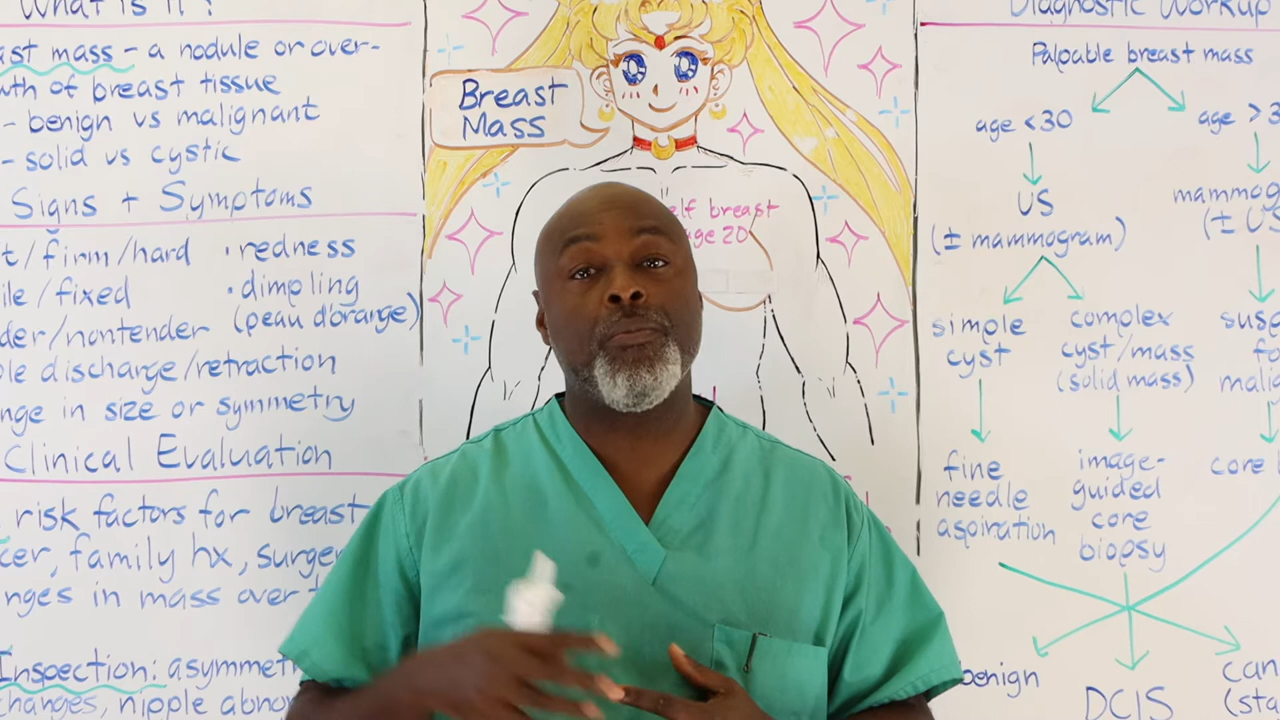 What is it?
ast mass - a nodule or over-
wth of breast tissue
- benign vs malignant
- solid vs cystic
Signs + Symptoms
t/firm/hard
• redness
ile/fixed
• dimpling
(peau d'orange)
der/nontender
le discharge/retraction
nge in size or symmetry
Clinical Evaluation
risk factors for breast
cer, family hx, surger
nges in mass over t
Inspection: asymmet
changes, nipple abno
Breast
Mass
elf breast
age 20
Diagnostic Workup
Palpable breast mass
age <30
US
(± mammogram)
simple
cyst
complex
cyst/mass
(solid mass)
fine
needle
aspiration
image-
guided
core
biopsy
age >3
mammog
(± US
susp
fo
malig
core
benign
DCIS
can
(sta